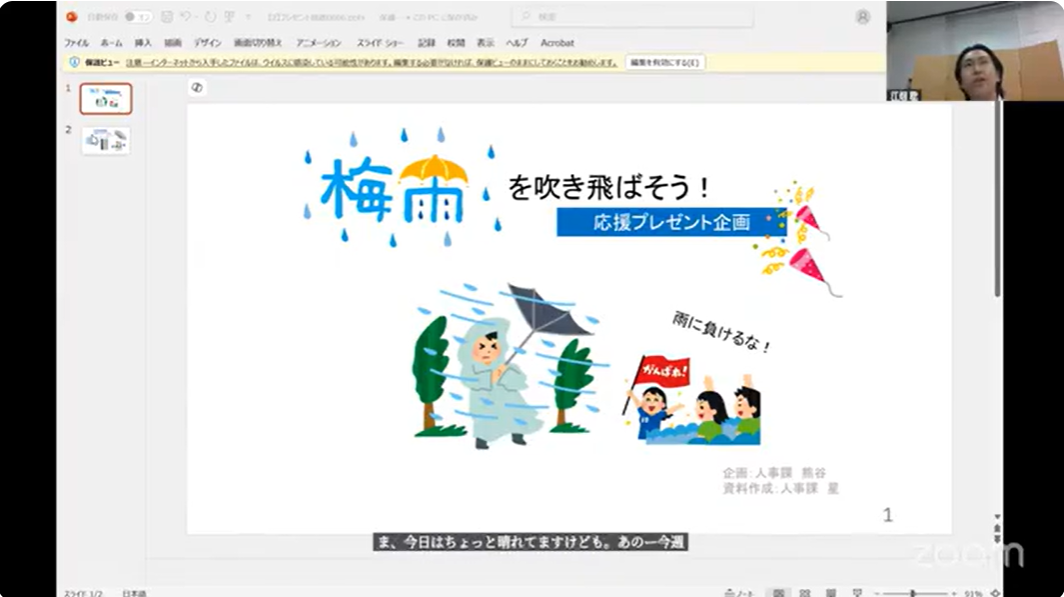 自動保存
検索
ファイル ホーム 挿入 描画 デザイン 画面切り替え アニメーション スライド ショー 記録 校閲 表示 ヘルプ Acrobat
保護ビュー 注意—インターネットから入手したファイルは、ウイルスに感染している可能性があります。編集する必要がなければ、保護ビューのままにしておくことをお勧めします。 編集を有効にする(E)
1
2
梅雨 を吹き飛ばそう！
応援プレゼント企画
雨に負けるな！
がんばれ！
企画：人事課 熊谷
資料作成：人事課 星
1
ま、今日はちょっと晴れてますけども。あの一今週
zoom
スライド 1/2 日本語
ノート
91%